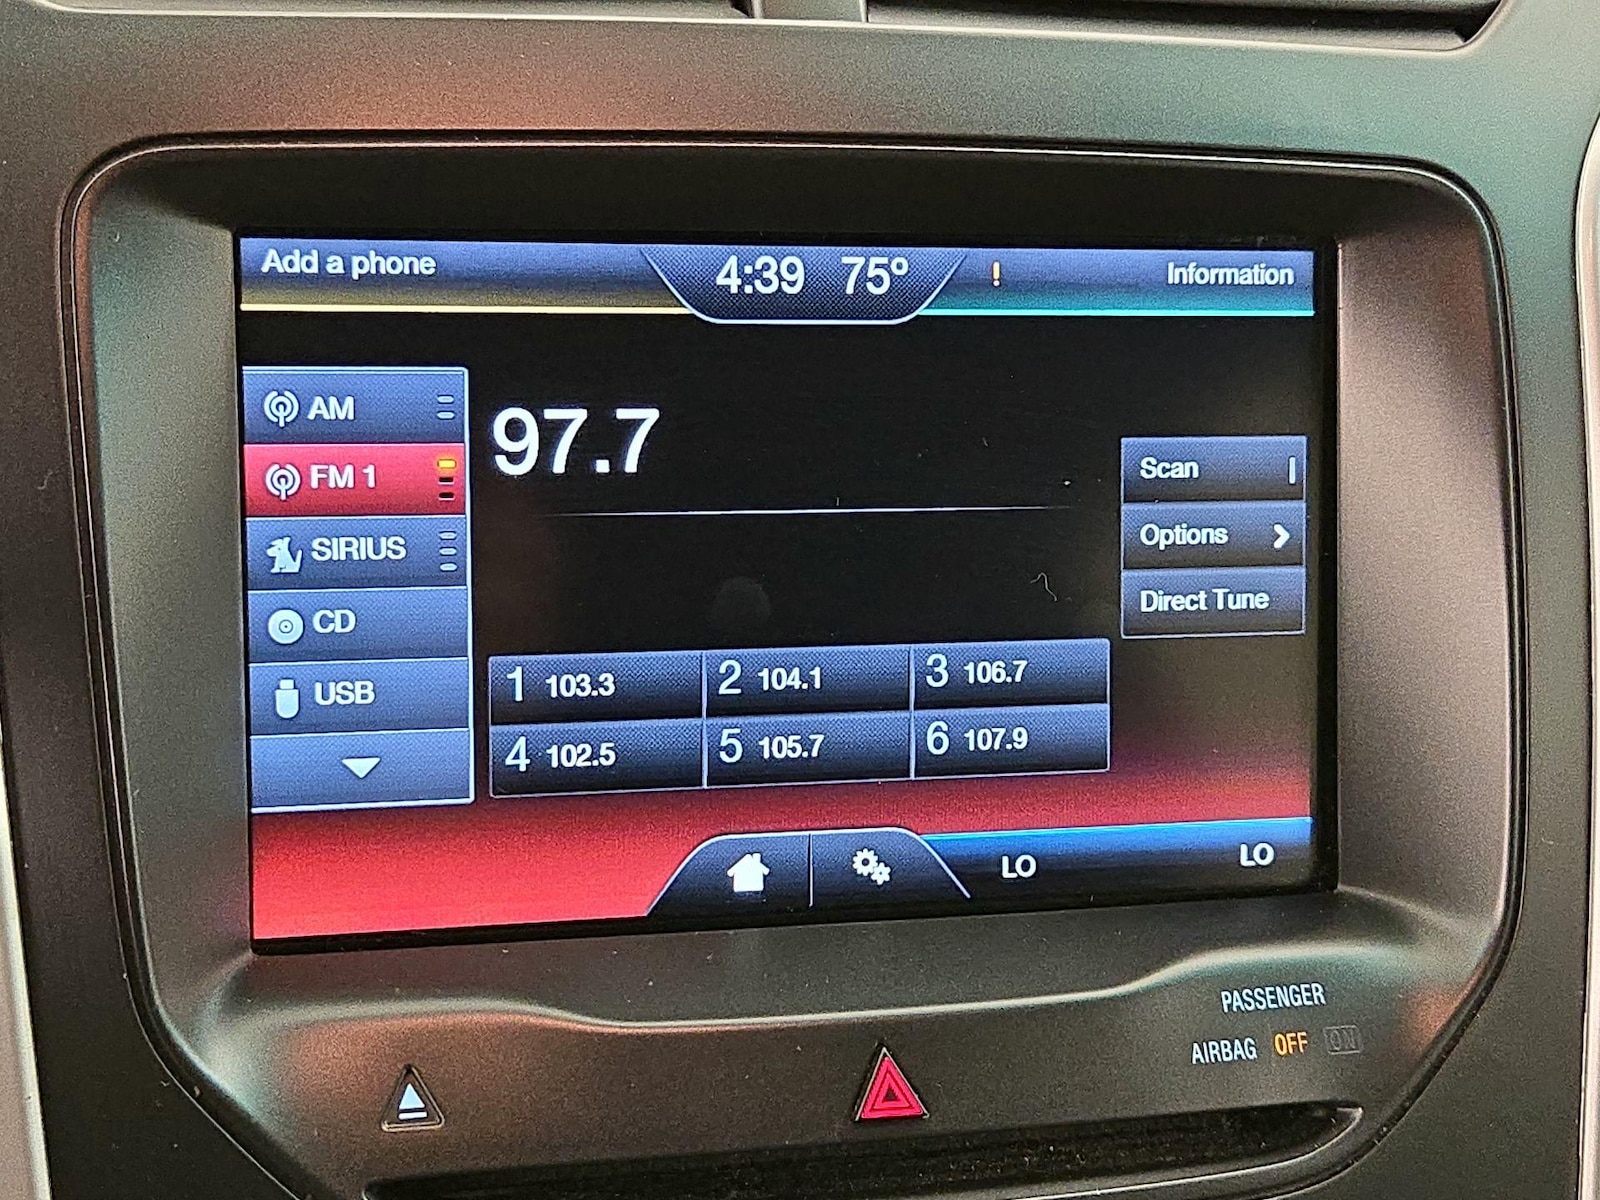 Add a phone
4:39 75°
!
Information
AM
FM 1
SIRIUS
CD
USB
97.7
Scan
Options
Direct Tune
1 103.3
2 104.1
3 106.7
4 102.5
5 105.7
6 107.9
LO
LO
PASSENGER
AIRBAG OFF ON